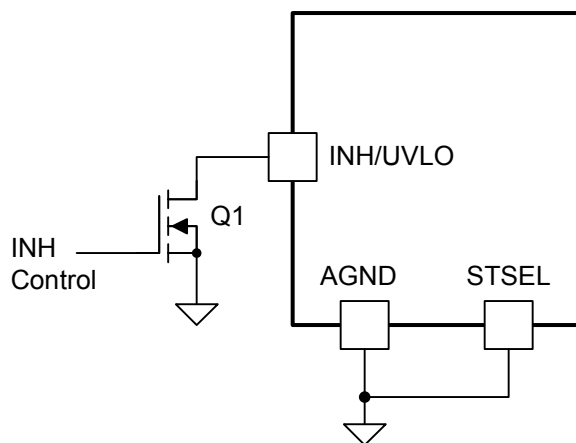 INH/UVLO
Q1
INH
Control
AGND
STSEL